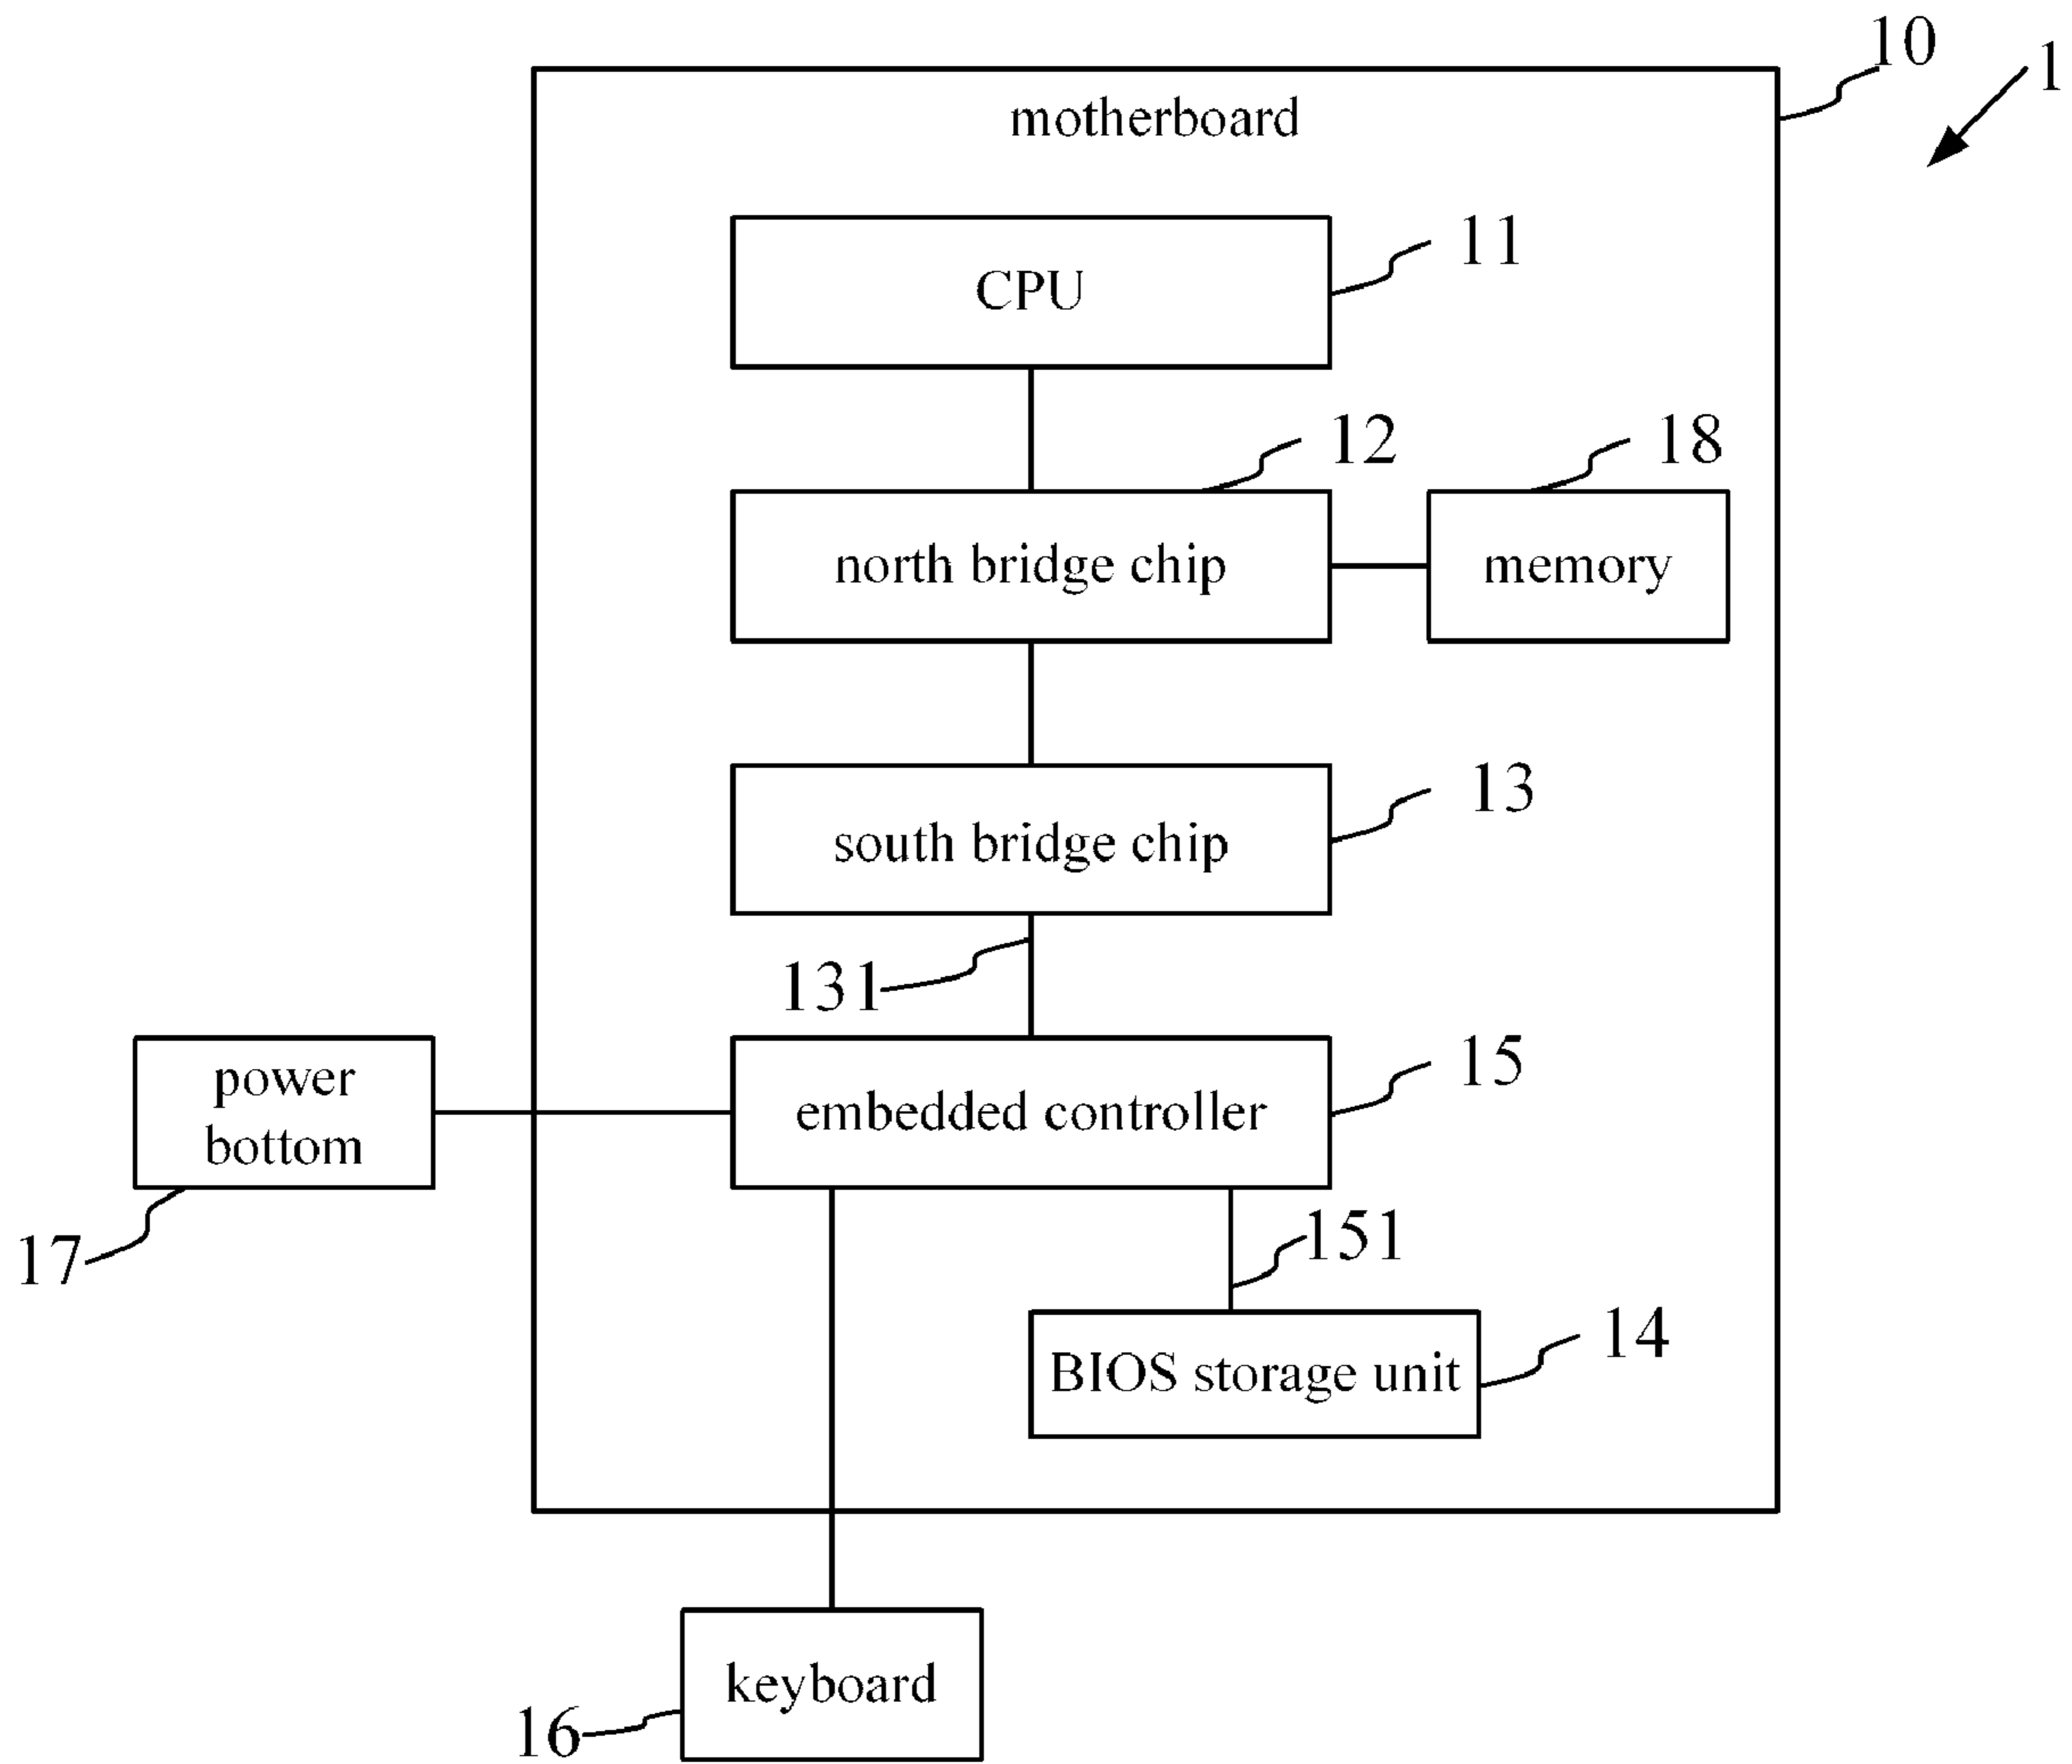 10
1
motherboard
11
CPU
12
18
north bridge chip
memory
13
south bridge chip
131
15
power
bottom
embedded controller
17
151
14
BIOS storage unit
keyboard
16